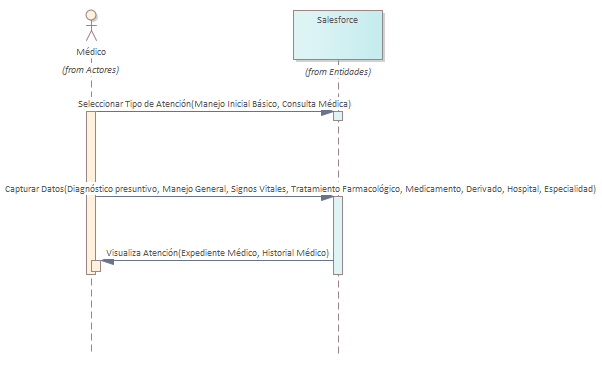 Salesforce
Médico
(from Actores)
(from Entidades)
Seleccionar Tipo de Atención(Manejo Inicial Básico, Consulta Médica)
Capturar Datos(Diagnóstico presuntivo, Manejo General, Signos Vitales, Tratamiento Farmacológico, Medicamento, Derivado, Hospital, Especialidad)
Visualiza Atención(Expediente Médico, Historial Médico)